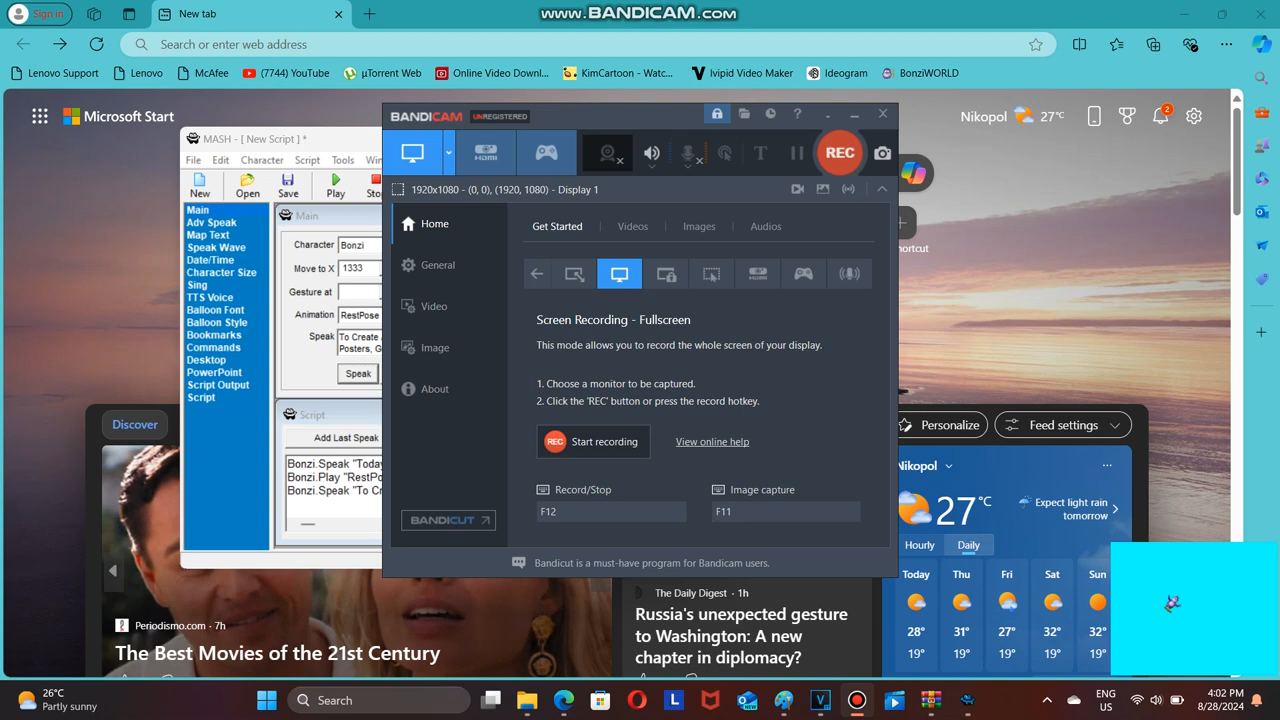 Sign in
New tab
www.BANDICAM.com
Search or enter web address
Lenovo Support
Lenovo
McAfee
(7744) YouTube
µTorrent Web
Online Video Downl...
KimCartoon - Watc...
Ivipid Video Maker
Ideogram
BonziWORLD
Microsoft Start
Nikopol
27°C
2
MASH - [ New Script ] *
File
Edit
Character
Script
Tools
New
Open
Save
Play
Main
Adv Speak
Map Text
Speak Wave
Date/Time
Character Size
Sing
TTS Voice
Balloon Font
Balloon Style
Bookmarks
Commands
Desktop
PowerPoint
Script Output
Script
Main
Character
Bonzi
Move to X
1333
Gesture at
Animation
RestPose
Speak
To Create
Posters, G
Speak
Script
Add Last Speak
Bonzi.Speak "Today
Bonzi.Play "RestPo
Bonzi.Speak "To Cr
BANDICAM
UNREGISTERED
HDMI
REC
1920x1080 - (0, 0), (1920, 1080) - Display 1
Home
General
Video
Image
About
BANDICUT
Get Started
Videos
Images
Audios
HDMI
Screen Recording - Fullscreen
This mode allows you to record the whole screen of your display.
1. Choose a monitor to be captured.
2. Click the 'REC' button or press the record hotkey.
REC
Start recording
View online help
Record/Stop
F12
Image capture
F11
Bandicut is a must-have program for Bandicam users.
Discover
Personalize
Feed settings
Periodismo.com · 7h
The Best Movies of the 21st Century
The Daily Digest · 1h
Russia's unexpected gesture
to Washington: A new
chapter in diplomacy?
Nikopol
27°C
Expect light rain
tomorrow
Hourly
Daily
Today
Thu
Fri
Sat
Sun
28°
31°
27°
32°
32°
19°
19°
19°
19°
19°
26°C
Partly sunny
Search
ENG
US
4:02 PM
8/28/2024